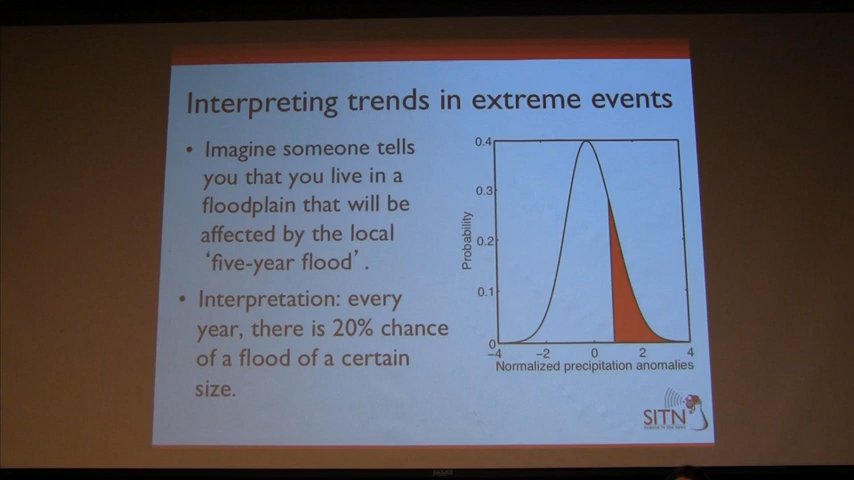 Interpreting trends in extreme events
• Imagine someone tells
you that you live in a
floodplain that will be
affected by the local
‘five-year flood’.
• Interpretation: every
year, there is 20% chance
of a flood of a certain
size.
0.4
0.3
0.2
0.1
0
Probability
−4 −2 0 2 4
Normalized precipitation anomalies
SITN